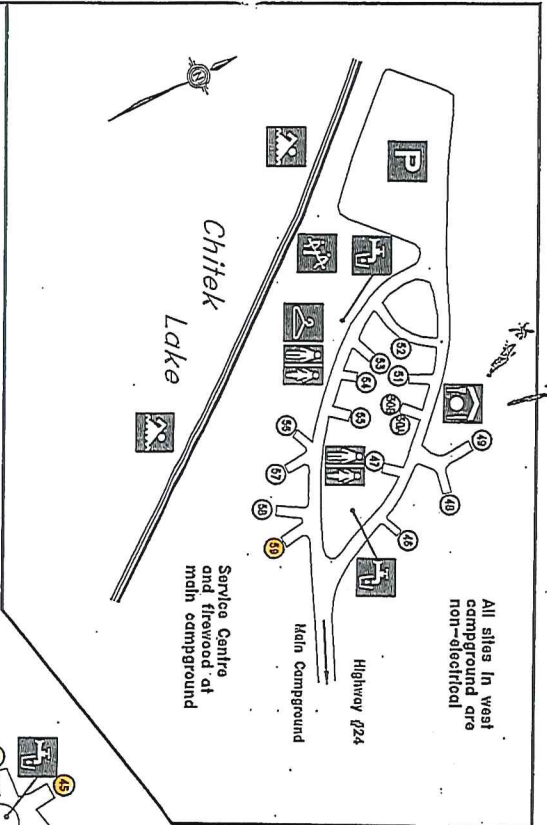 All sites in west
campground are
non-electrical
Highway #24
Main Campground
Service Centre
and firewood at
main campground
Chitek
Lake
N
P
52
53
54
51
55
47
49
48
46
56
57
58
59
45